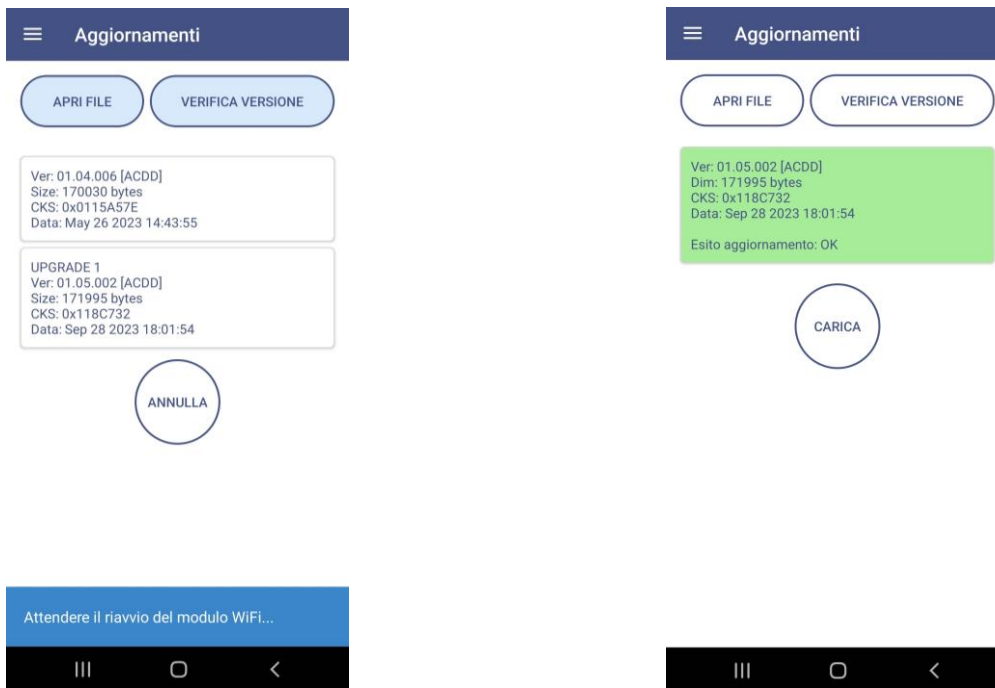 Aggiornamenti
APRI FILE
VERIFICA VERSIONE
Ver: 01.04.006 [ACDD]
Size: 170030 bytes
CKS: 0x0115A57E
Data: May 26 2023 14:43:55
UPGRADE 1
Ver: 01.05.002 [ACDD]
Size: 171995 bytes
CKS: 0x118C732
Data: Sep 28 2023 18:01:54
ANNULLA
Attendere il riavvio del modulo WiFi...
Aggiornamenti
APRI FILE
VERIFICA VERSIONE
Ver: 01.05.002 [ACDD]
Dim: 171995 bytes
CKS: 0x118C732
Data: Sep 28 2023 18:01:54
Esito aggiornamento: OK
CARICA